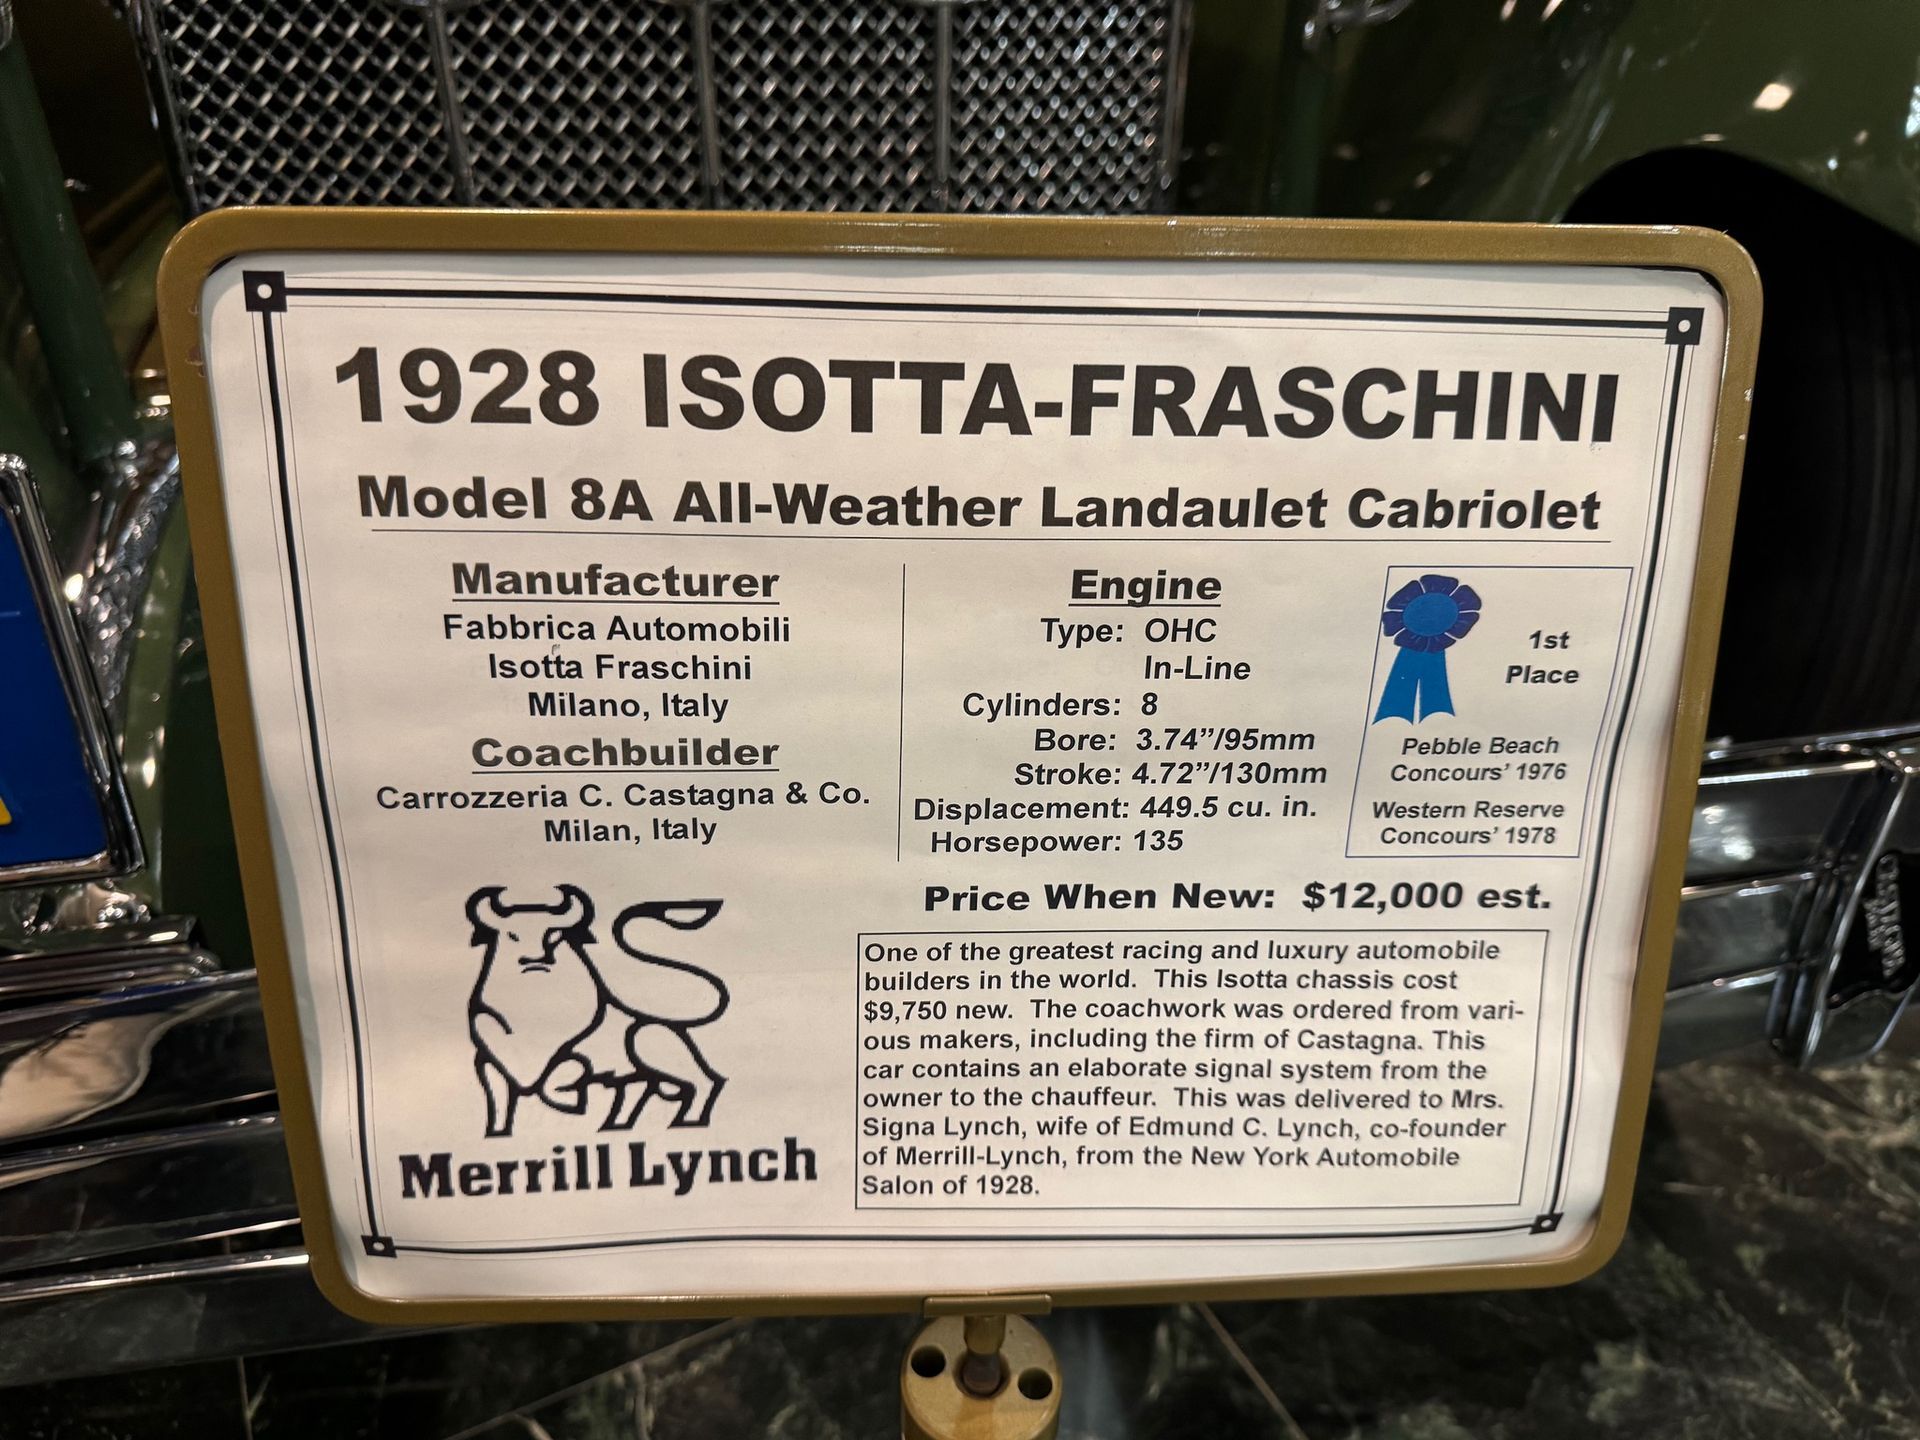 1928 ISOTTA-FRASCHINI
Model 8A All-Weather Landaulet Cabriolet
Manufacturer
Fabbrica Automobili
Isotta Fraschini
Milano, Italy
Coachbuilder
Carrozzeria C. Castagna & Co.
Milan, Italy
Engine
Type: OHC
In-Line
Cylinders: 8
Bore: 3.74”/95mm
Stroke: 4.72”/130mm
Displacement: 449.5 cu. in.
Horsepower: 135
1st
Place
Pebble Beach
Concours’ 1976
Western Reserve
Concours’ 1978
Price When New: $12,000 est.
One of the greatest racing and luxury automobile
builders in the world. This Isotta chassis cost
$9,750 new. The coachwork was ordered from vari-
ous makers, including the firm of Castagna. This
car contains an elaborate signal system from the
owner to the chauffeur. This was delivered to Mrs.
Signa Lynch, wife of Edmund C. Lynch, co-founder
of Merrill-Lynch, from the New York Automobile
Salon of 1928.
Merrill Lynch